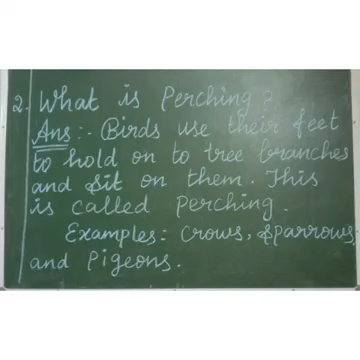 2. What is Perching?
Ans:- Birds use their feet
to hold on to tree branches
and sit on them. This
is called Perching.
Examples: Crows, Sparrows,
and Pigeons.